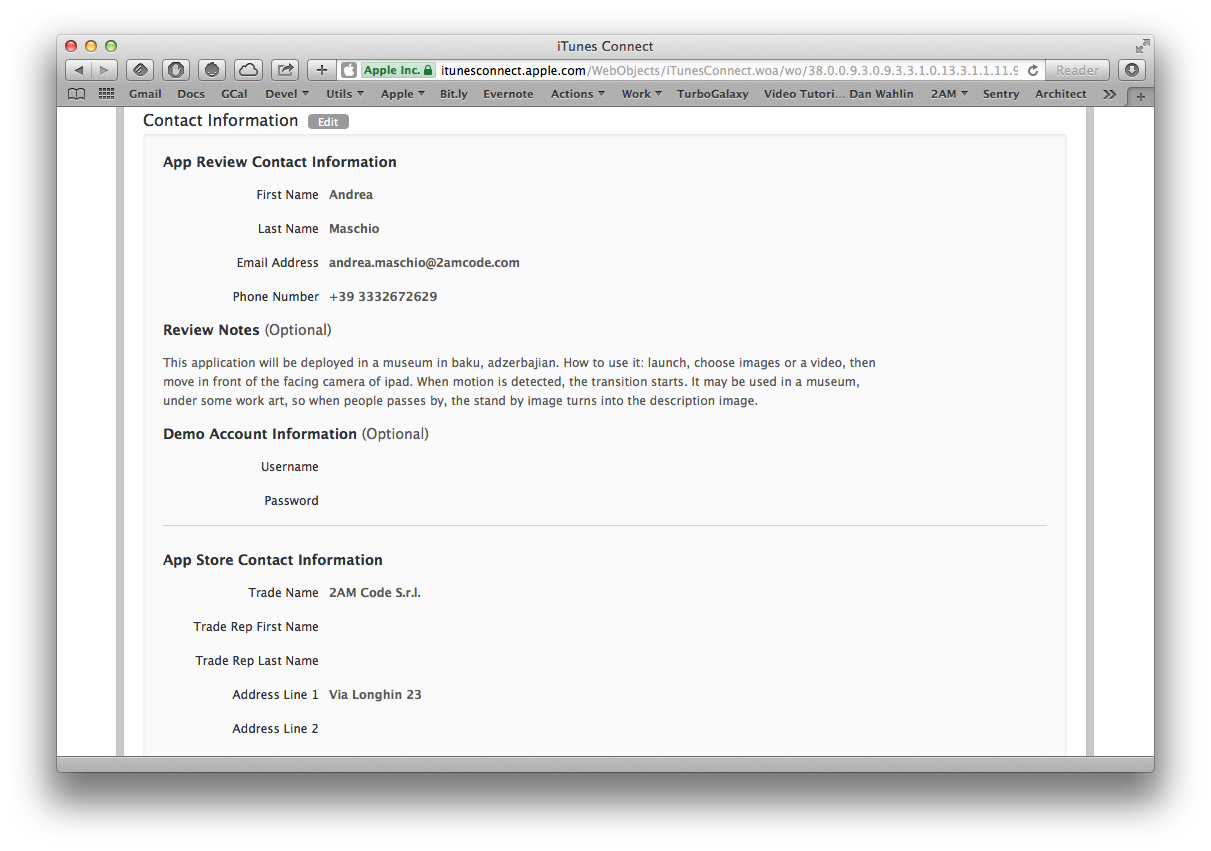 iTunes Connect
Apple Inc. itunesconnect.apple.com/WebObjects/iTunesConnect.woa/wo/38.0.0.9.3.0.9.3.3.1.0.13.3.1.1.11.9 Reader
Gmail Docs GCal Devel Utils Apple Bit.ly Evernote Actions Work TurboGalaxy Video Tutori... Dan Wahlin 2AM Sentry Architect
Contact Information Edit
App Review Contact Information
First Name Andrea
Last Name Maschio
Email Address andrea.maschio@2amcode.com
Phone Number +39 3332672629
Review Notes (Optional)
This application will be deployed in a museum in baku, adzerbajian. How to use it: launch, choose images or a video, then
move in front of the facing camera of ipad. When motion is detected, the transition starts. It may be used in a museum,
under some work art, so when people passes by, the stand by image turns into the description image.
Demo Account Information (Optional)
Username
Password
App Store Contact Information
Trade Name 2AM Code S.r.l.
Trade Rep First Name
Trade Rep Last Name
Address Line 1 Via Longhin 23
Address Line 2